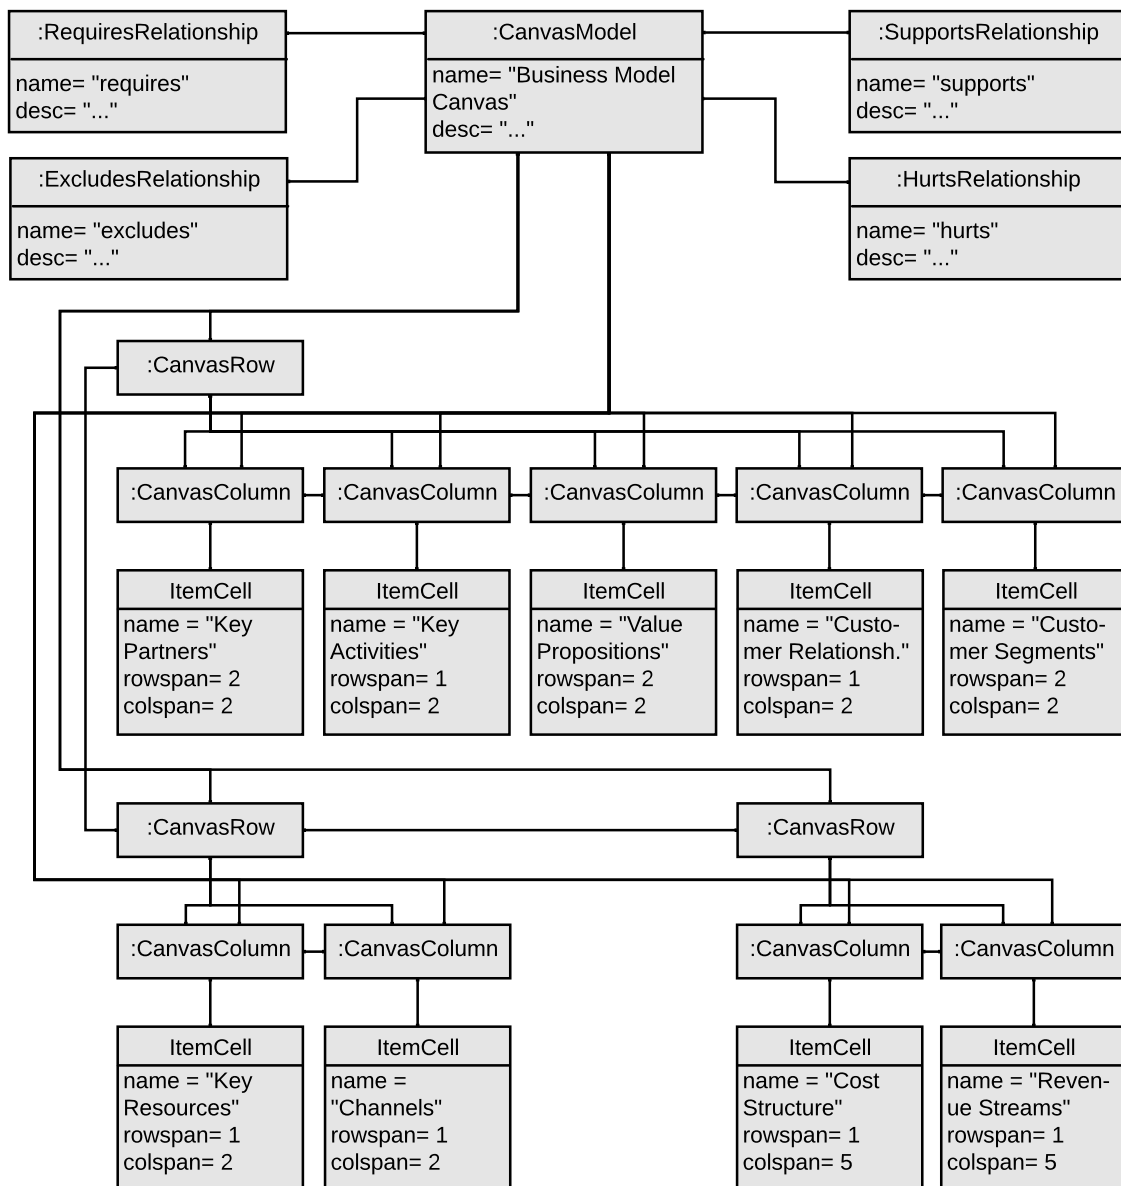 :RequiresRelationship
name= "requires"
desc= "..."
:CanvasModel
name= "Business Model
Canvas"
desc= "..."
:SupportsRelationship
name= "supports"
desc= "..."
:ExcludesRelationship
name= "excludes"
desc= "..."
:HurtsRelationship
name= "hurts"
desc= "..."
:CanvasRow
:CanvasColumn
:CanvasColumn
:CanvasColumn
:CanvasColumn
:CanvasColumn
ItemCell
name = "Key
Partners"
rowspan= 2
colspan= 2
ItemCell
name = "Key
Activities"
rowspan= 1
colspan= 2
ItemCell
name = "Value
Propositions"
rowspan= 2
colspan= 2
ItemCell
name = "Custo-
mer Relationsh."
rowspan= 1
colspan= 2
ItemCell
name = "Custo-
mer Segments"
rowspan= 2
colspan= 2
:CanvasRow
:CanvasRow
:CanvasColumn
:CanvasColumn
:CanvasColumn
:CanvasColumn
ItemCell
name = "Key
Resources"
rowspan= 1
colspan= 2
ItemCell
name =
"Channels"
rowspan= 1
colspan= 2
ItemCell
name = "Cost
Structure"
rowspan= 1
colspan= 5
ItemCell
name = "Reven-
ue Streams"
rowspan= 1
colspan= 5